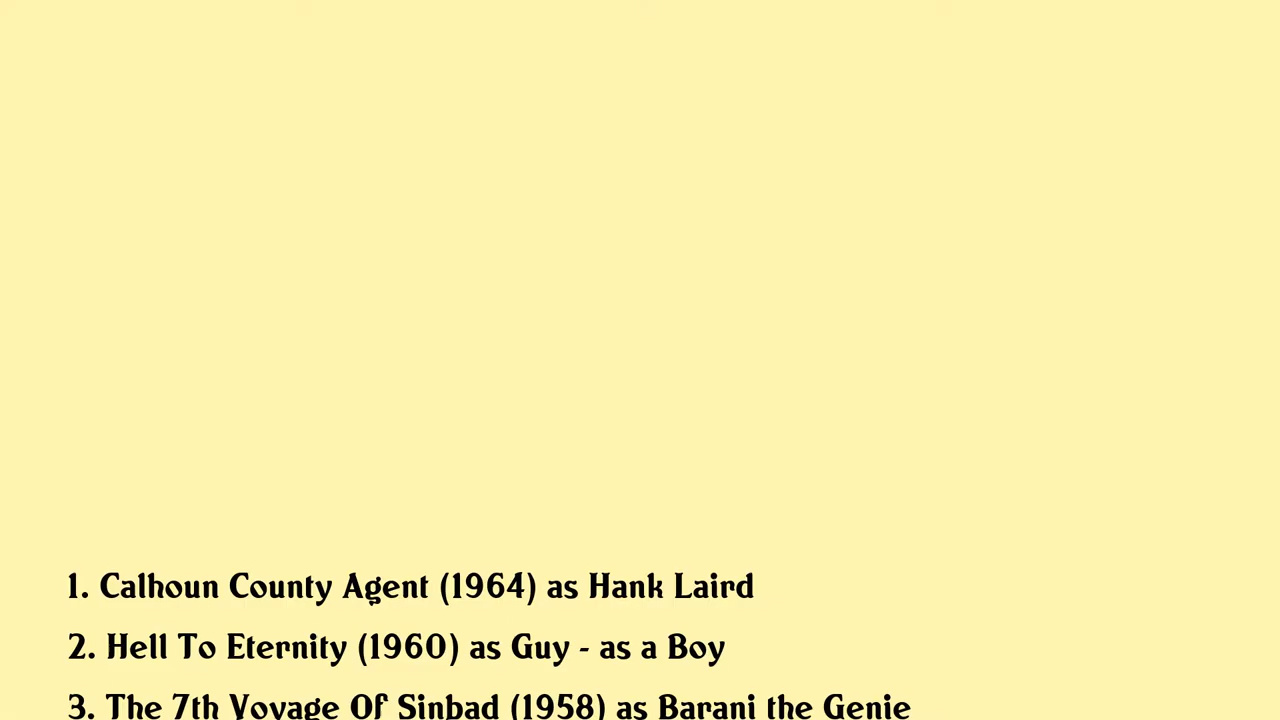 1. Calhoun County Agent (1964) as Hank Laird
2. Hell To Eternity (1960) as Guy - as a Boy
3. The 7th Voyage Of Sinbad (1958) as Barani the Genie